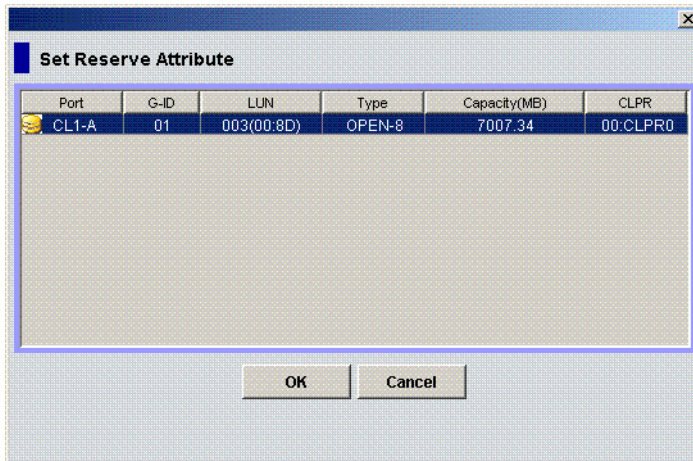 Set Reserve Attribute
Port G-ID LUN Type Capacity(MB) CLPR
CL1-A 01 003(00:8D) OPEN-8 7007.34 00:CLPR0
OK Cancel